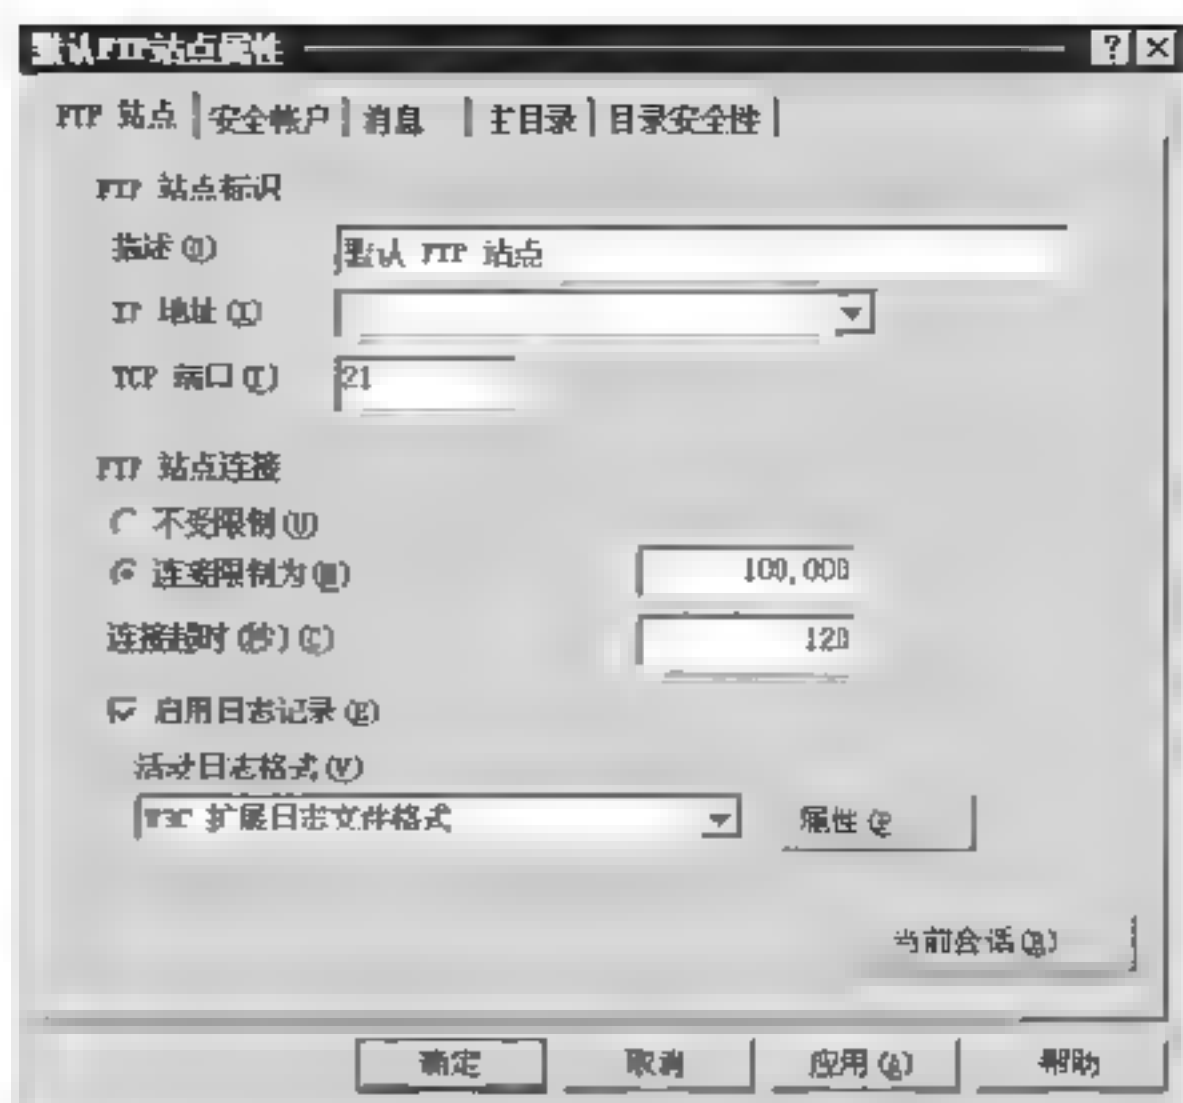 默认FTP站点属性
FTP 站点 安全帐户 消息 主目录 目录安全性
FTP 站点标识
描述(I) 默认 FTP 站点
IP 地址(I)
TCP 端口(T) 21
FTP 站点连接
不受限制(U)
连接限制为(M) 100,000
连接超时(秒)(C) 120
启用日志记录(E)
活动日志格式(V)
W3C 扩展日志文件格式 属性(P
当前会话(R)
确定 取消 应用(A) 帮助